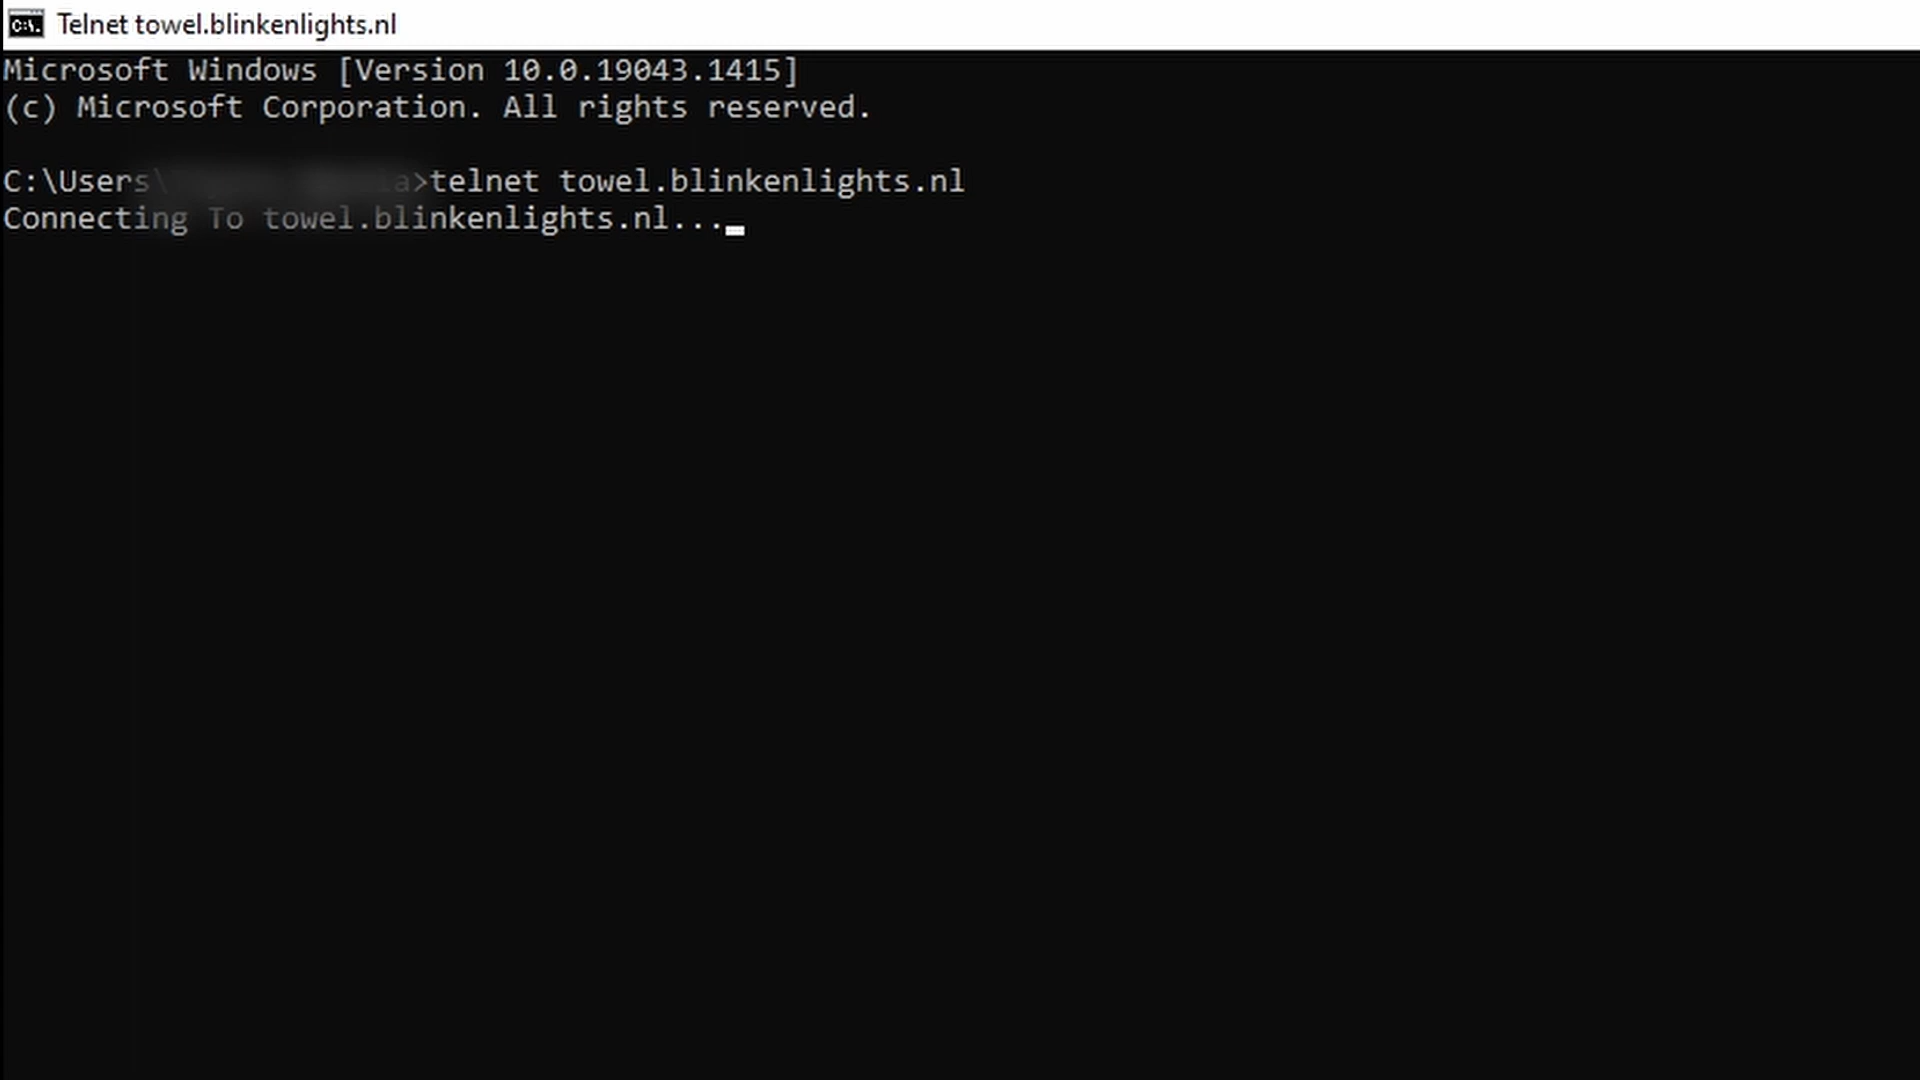 Telnet towel.blinkenlights.nl
Microsoft Windows [Version 10.0.19043.1415]
(c) Microsoft Corporation. All rights reserved.
C:\Users\ >telnet towel.blinkenlights.nl
Connecting To towel.blinkenlights.nl...